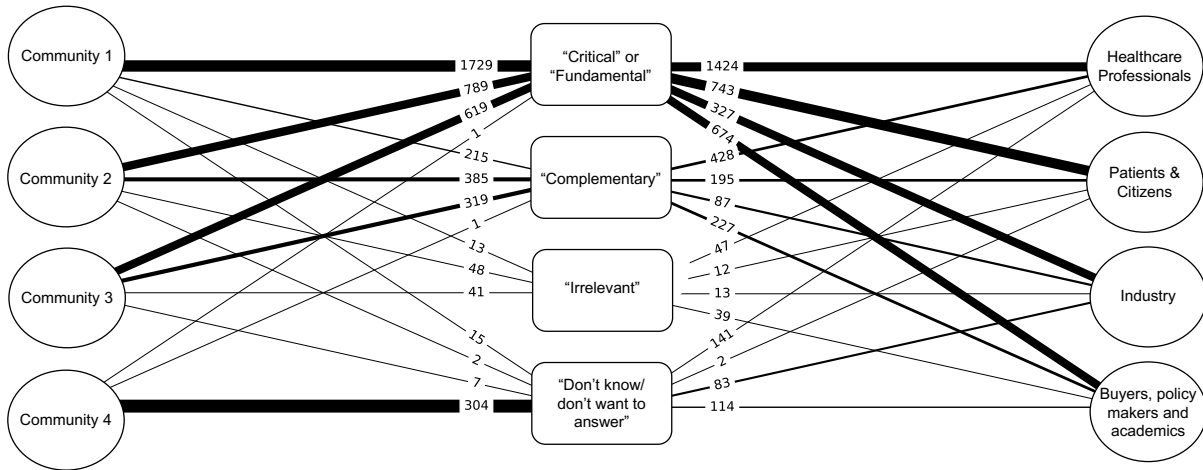 Community 1
Community 2
Community 3
Community 4
1729
789
619
1
215
385
319
1
13
48
41
15
2
7
304
“Critical” or
“Fundamental”
“Complementary”
“Irrelevant”
“Don’t know/
don’t want to
answer”
1424
743
327
674
428
195
87
227
47
12
13
39
141
2
83
114
Healthcare
Professionals
Patients &
Citizens
Industry
Buyers, policy
makers and
academics